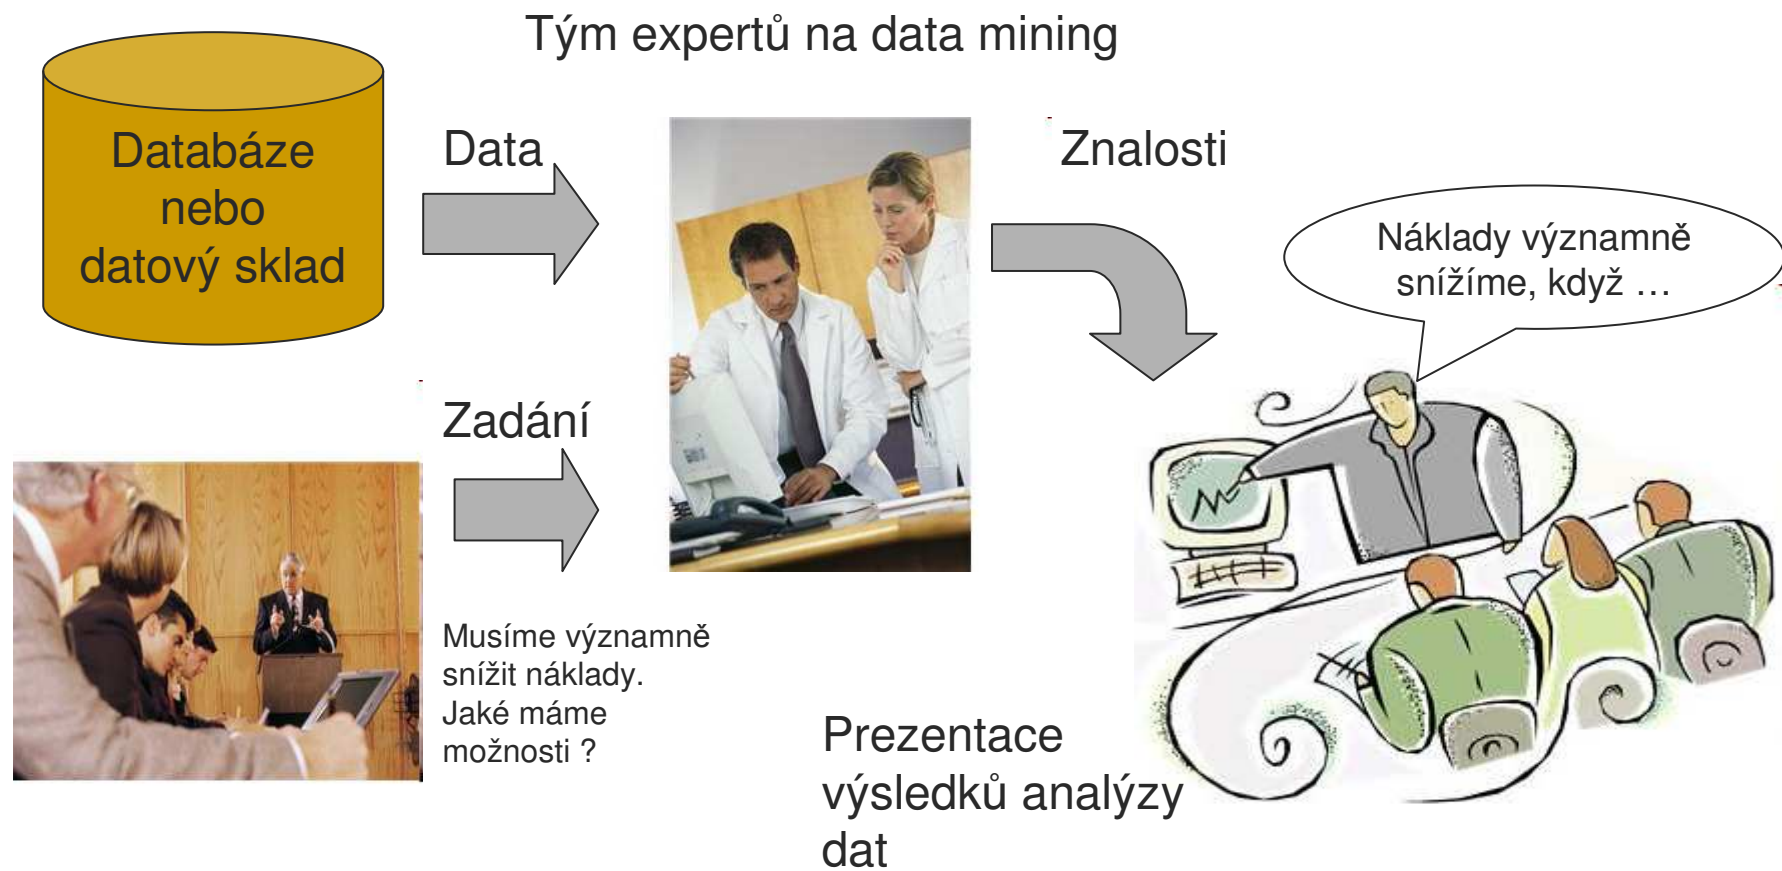 Tým expertů na data mining
Databáze
nebo
datový sklad
Data
Znalosti
Náklady významně
snížíme, když …
Zadání
Musíme významně
snížit náklady.
Jaké máme
možnosti ?
Prezentace
výsledků analýzy
dat